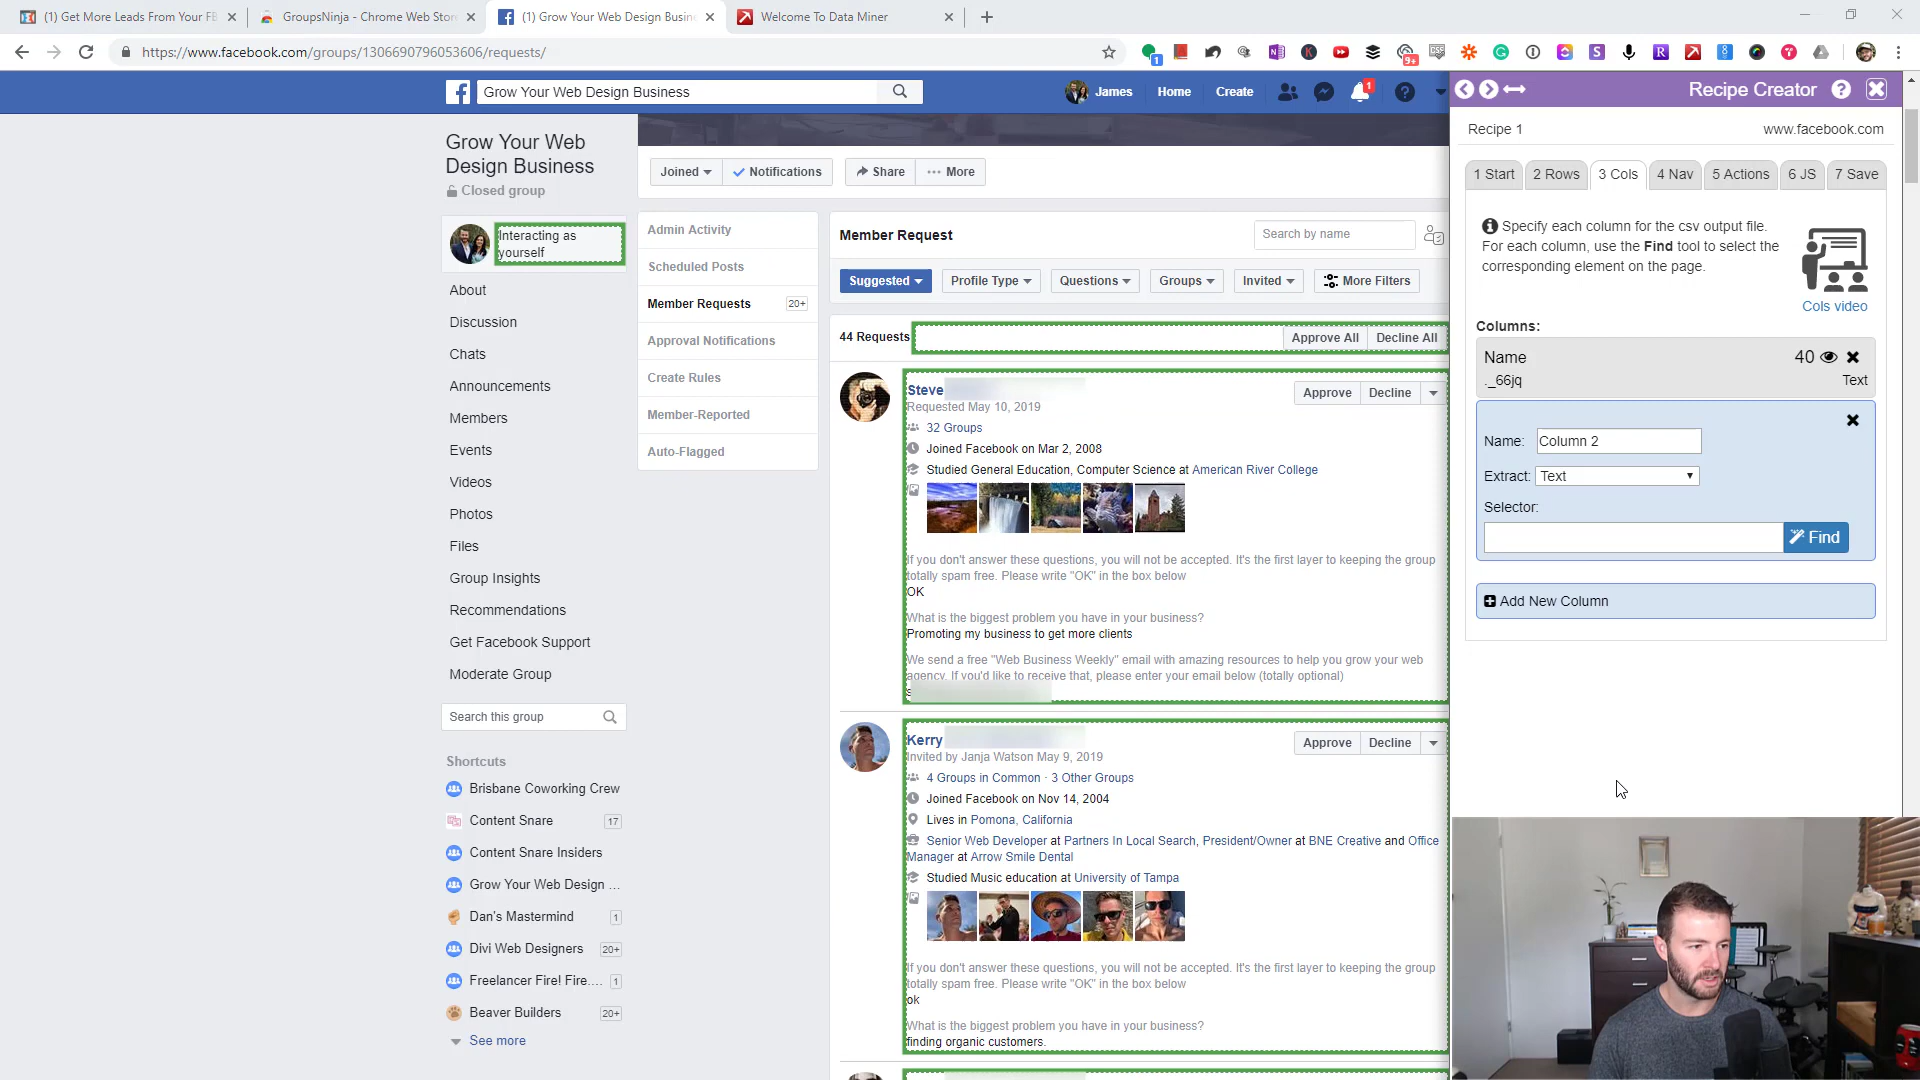 (1) Get More Leads From Your FB
GroupsNinja - Chrome Web Store
(1) Grow Your Web Design Busin
Welcome To Data Miner
https://www.facebook.com/groups/1306690796053606/requests/
1
9+
CSS
Grow Your Web Design Business
James
Home
Create
1
Recipe Creator
Recipe 1
www.facebook.com
1 Start
2 Rows
3 Cols
4 Nav
5 Actions
6 JS
7 Save
Specify each column for the csv output file.
For each column, use the Find tool to select the
corresponding element on the page.
Cols video
Columns:
Name
40
._66jq
Text
Name:
Column 2
Extract:
Text
Selector:
Find
Add New Column
Grow Your Web
Design Business
Closed group
Interacting as
yourself
About
Discussion
Chats
Announcements
Members
Events
Videos
Photos
Files
Group Insights
Recommendations
Get Facebook Support
Moderate Group
Search this group
Shortcuts
Brisbane Coworking Crew
Content Snare
17
Content Snare Insiders
Grow Your Web Design ...
Dan's Mastermind
1
Divi Web Designers
20+
Freelancer Fire! Fire....
1
Beaver Builders
20+
See more
Joined
Notifications
Share
More
Admin Activity
Scheduled Posts
Member Requests
20+
Approval Notifications
Create Rules
Member-Reported
Auto-Flagged
Member Request
Search by name
Suggested
Profile Type
Questions
Groups
Invited
More Filters
44 Requests
Approve All
Decline All
Steve
Approve
Decline
Requested May 10, 2019
32 Groups
Joined Facebook on Mar 2, 2008
Studied General Education, Computer Science at American River College
If you don't answer these questions, you will not be accepted. It's the first layer to keeping the group
totally spam free. Please write "OK" in the box below
OK
What is the biggest problem you have in your business?
Promoting my business to get more clients
We send a free "Web Business Weekly" email with amazing resources to help you grow your web
agency. If you'd like to receive that, please enter your email below (totally optional)
s
Kerry
Approve
Decline
Invited by Janja Watson May 9, 2019
4 Groups in Common · 3 Other Groups
Joined Facebook on Nov 14, 2004
Lives in Pomona, California
Senior Web Developer at Partners In Local Search, President/Owner at BNE Creative and Office
Manager at Arrow Smile Dental
Studied Music education at University of Tampa
If you don't answer these questions, you will not be accepted. It's the first layer to keeping the group
totally spam free. Please write "OK" in the box below
ok
What is the biggest problem you have in your business?
finding organic customers.